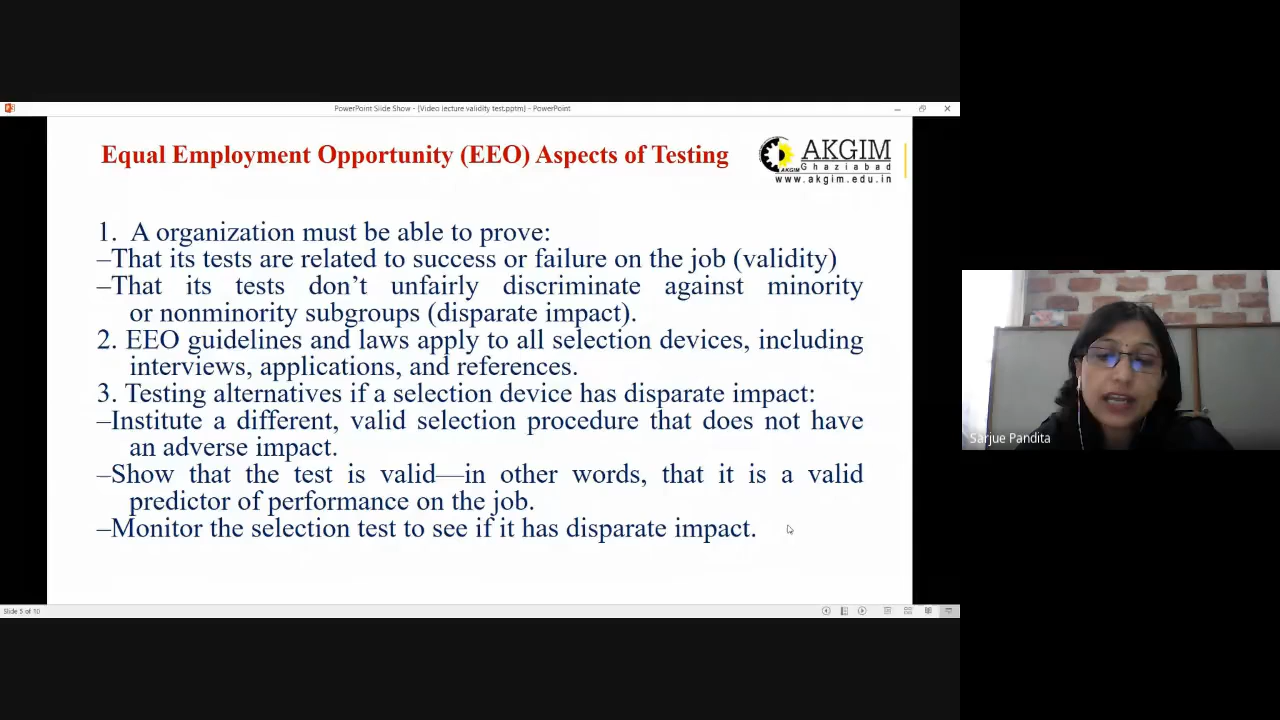 PowerPoint Slide Show - [Video lecture validity test.pptm] - PowerPoint
Equal Employment Opportunity (EEO) Aspects of Testing
AKGIM
Ghaziabad
AKGIM
www.akgim.edu.in
1. A organization must be able to prove:
–That its tests are related to success or failure on the job (validity)
–That its tests don’t unfairly discriminate against minority
or nonminority subgroups (disparate impact).
2. EEO guidelines and laws apply to all selection devices, including
interviews, applications, and references.
3. Testing alternatives if a selection device has disparate impact:
–Institute a different, valid selection procedure that does not have
an adverse impact.
–Show that the test is valid—in other words, that it is a valid
predictor of performance on the job.
–Monitor the selection test to see if it has disparate impact.
Sarjue Pandita
Slide 5 of 10